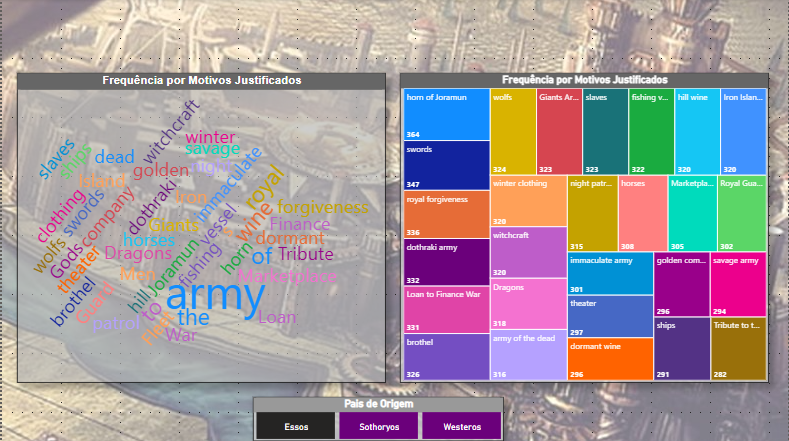 Frequência por Motivos Justificados
witchcraft
winter
savage
slaves
ships
dead
golden
night
Island
immaculate
royal
iron
clothing
swords
company
dothraki
Giants
vessel
wine
forgiveness
Finance
dormant
horses
wolfs
Gods
Dragons
of
Tribute
theater
Joramun
fishing
horn
Marketplace
brothel
Guard
hill
to
army
patrol
the
Loan
War
Frequência por Motivos Justificados
horn of Joramun
364
swords
347
royal forgiveness
336
dothraki army
332
Loan to Finance War
331
brothel
326
wolfs
324
Giants Ar...
323
slaves
323
fishing v...
322
hill wine
320
Iron Islan...
320
winter clothing
320
witchcraft
320
Dragons
318
army of the dead
316
night patr...
315
horses
308
Marketpla...
305
Royal Gua...
302
immaculate army
301
theater
297
dormant wine
296
golden com...
296
savage army
294
ships
291
Tribute to t...
282
Pais de Origem
Essos Sothoryos Westeros